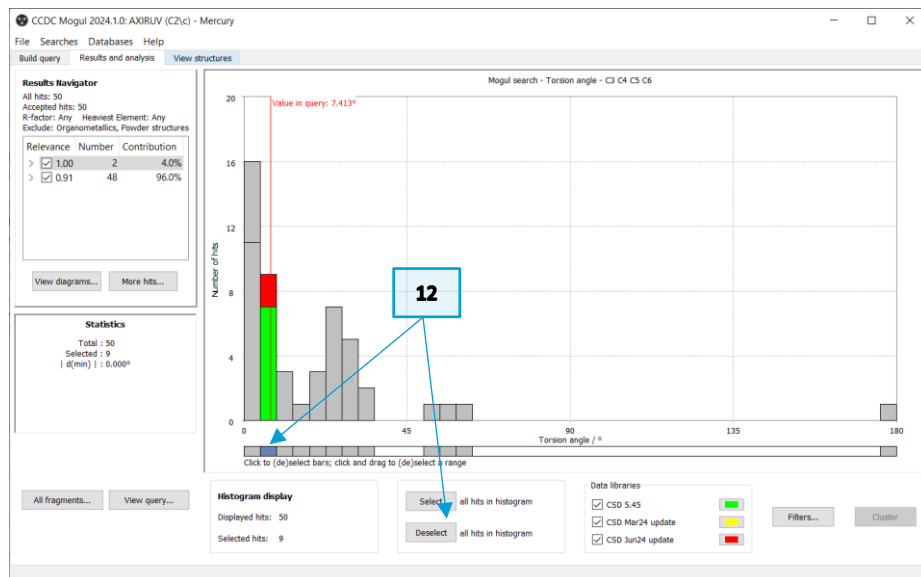 CCDC Mogul 2024.1.0: AXIRUV (C2\c) - Mercury
File Searches Databases Help
Build query Results and analysis View structures
Results Navigator
All hits: 50
Accepted hits: 50
R-factor: Any Heaviest Element: Any
Exclude: Organometallics, Powder structures
Relevance Number Contribution
1.00 2 4.0%
0.91 48 96.0%
View diagrams... More hits...
Statistics
Total : 50
Selected : 9
| d(min) | : 0.000°
Mogul search - Torsion angle - C3 C4 C5 C6
Value in query: 7.413°
Number of hits
20
16
12
8
4
0
12
0 45 90 135 180
Torsion angle / °
Click to (de)select bars; click and drag to (de)select a range
All fragments... View query...
Histogram display
Displayed hits: 50
Selected hits: 9
Select all hits in histogram
Deselect all hits in histogram
Data libraries
CSD 5.45
CSD Mar24 update
CSD Jun24 update
Filters... Cluster